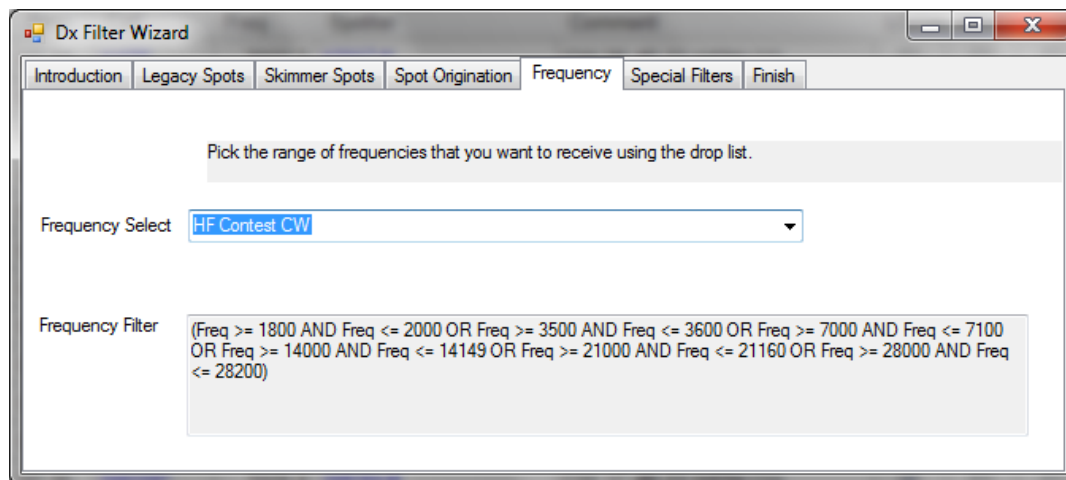 Freq Spotter Comment
Dx Filter Wizard
Introduction Legacy Spots Skimmer Spots Spot Origination Frequency Special Filters Finish
Pick the range of frequencies that you want to receive using the drop list.
Frequency Select HF Contest CW
Frequency Filter
(Freq >= 1800 AND Freq <= 2000 OR Freq >= 3500 AND Freq <= 3600 OR Freq >= 7000 AND Freq <= 7100
OR Freq >= 14000 AND Freq <= 14149 OR Freq >= 21000 AND Freq <= 21160 OR Freq >= 28000 AND Freq
<= 28200)